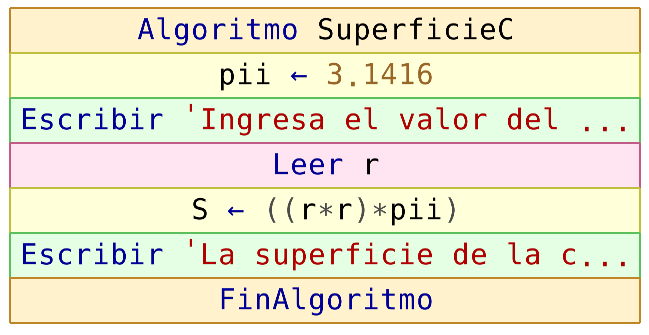 Algoritmo SuperficieC
pii ← 3.1416
Escribir 'Ingresa el valor del ...
Leer r
S ← ((r*r)*pii)
Escribir 'La superficie de la c...
FinAlgoritmo